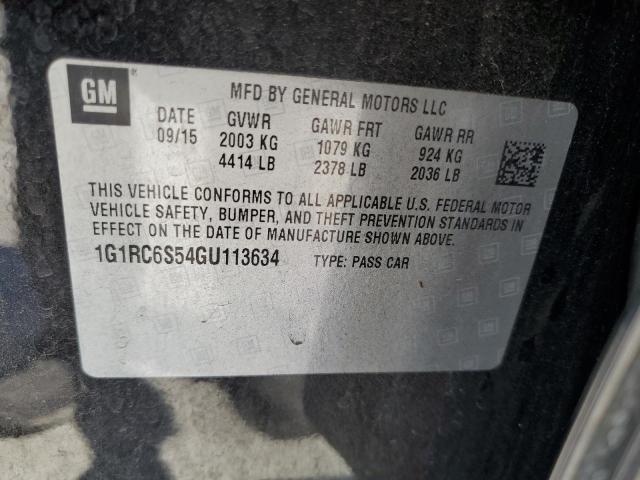 GM
MFD BY GENERAL MOTORS LLC
DATE GVWR GAWR FRT GAWR RR
09/15 2003 KG 1079 KG 924 KG
4414 LB 2378 LB 2036 LB
THIS VEHICLE CONFORMS TO ALL APPLICABLE U.S. FEDERAL MOTOR
VEHICLE SAFETY, BUMPER, AND THEFT PREVENTION STANDARDS IN
EFFECT ON THE DATE OF MANUFACTURE SHOWN ABOVE.
1G1RC6S54GU113634 TYPE: PASS CAR